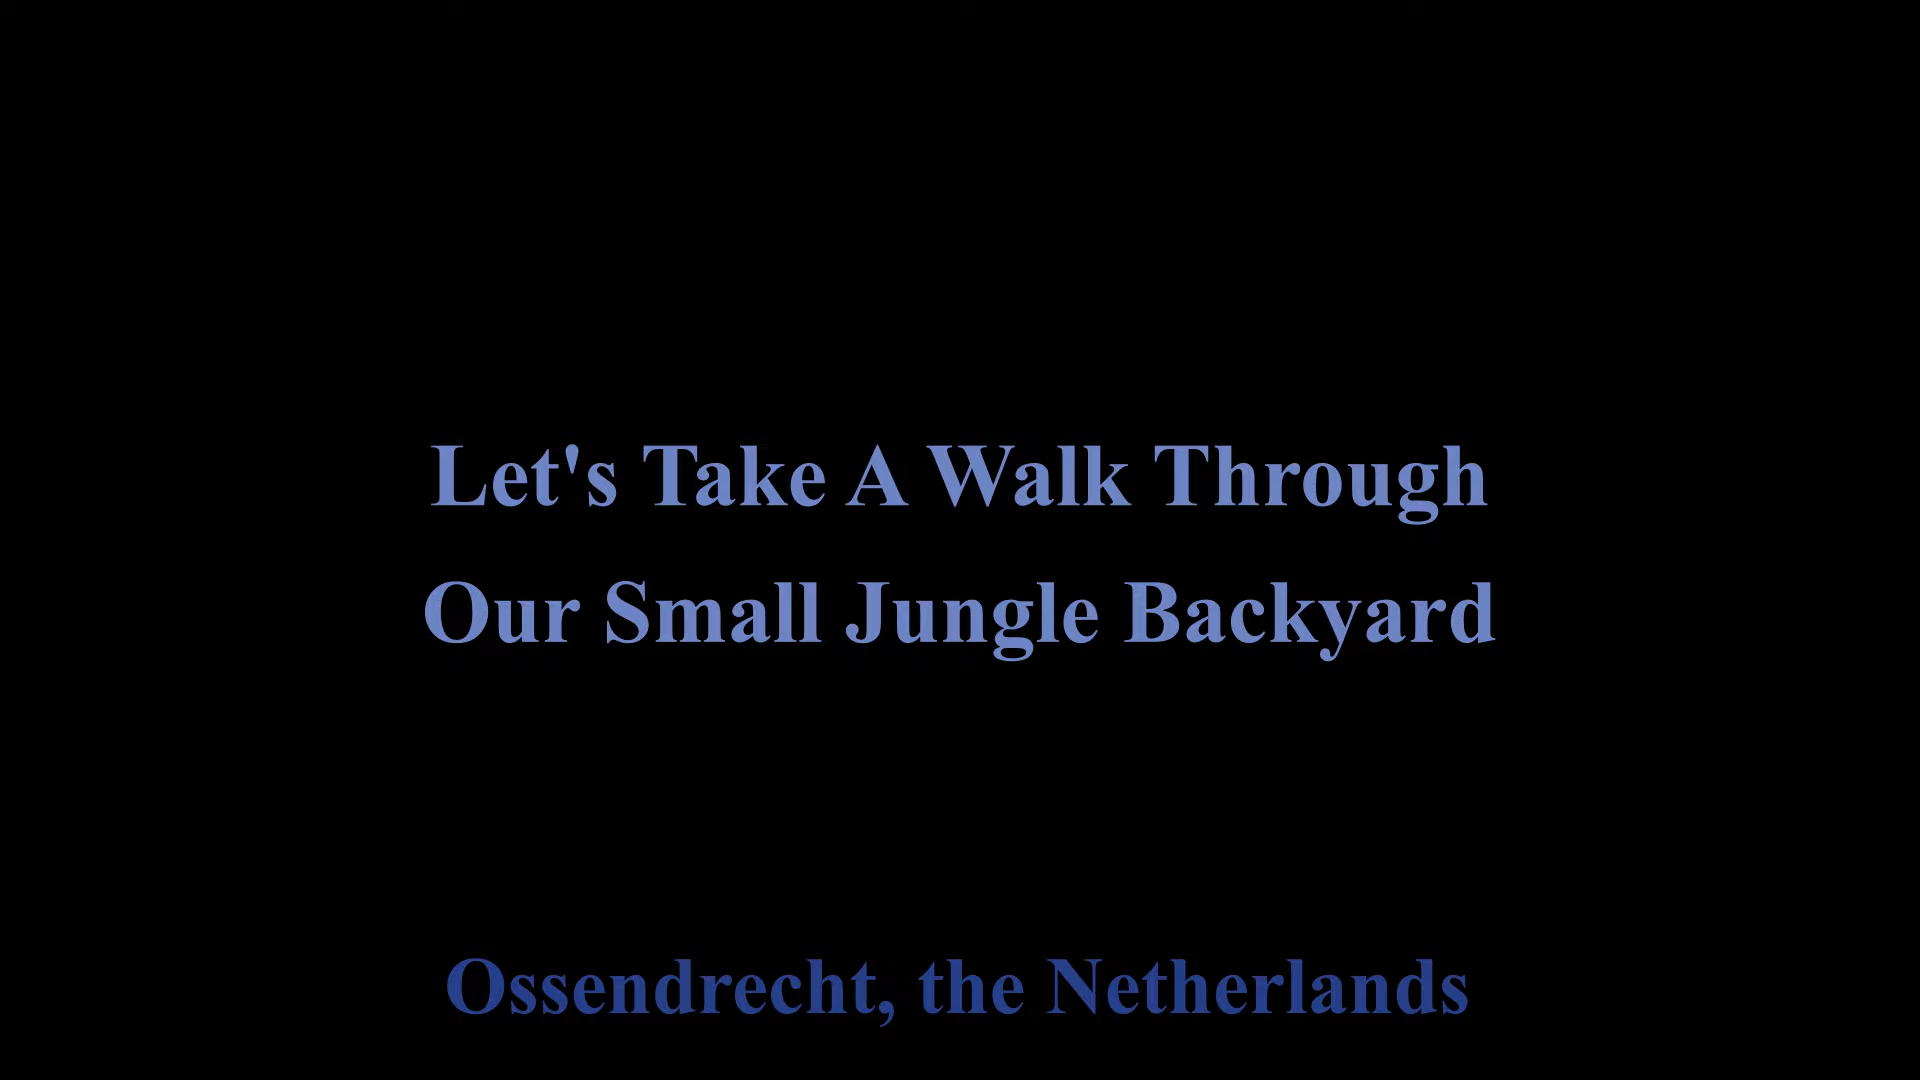 Let's Take A Walk Through
Our Small Jungle Backyard
Ossendrecht, the Netherlands